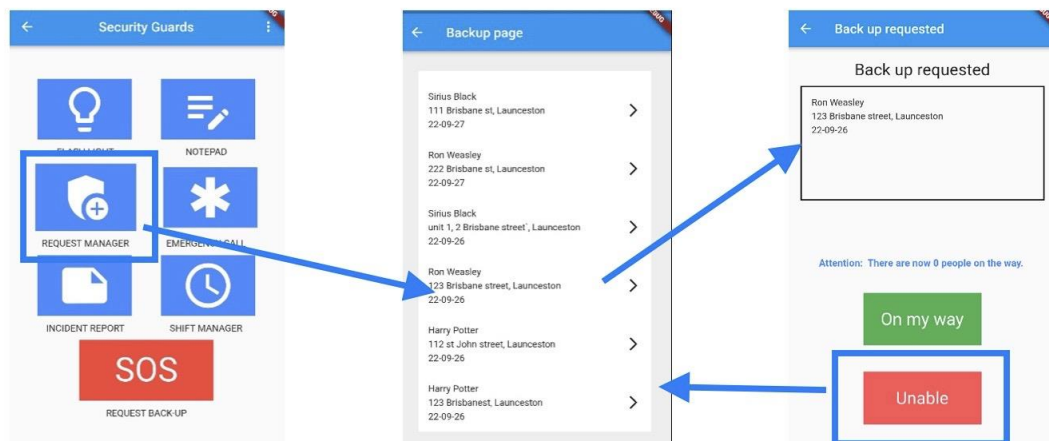 Security Guards
FLASH LIGHT
NOTEPAD
REQUEST MANAGER
EMERGENCY CALL
INCIDENT REPORT
SHIFT MANAGER
SOS
REQUEST BACK-UP
Backup page
Sirius Black
111 Brisbane st, Launceston
22-09-27
Ron Weasley
222 Brisbane st, Launceston
22-09-27
Sirius Black
unit 1, 2 Brisbane street`, Launceston
22-09-26
Ron Weasley
123 Brisbane street, Launceston
22-09-26
Harry Potter
112 st John street, Launceston
22-09-26
Harry Potter
123 Brisbanest, Launceston
22-09-26
Back up requested
Back up requested
Ron Weasley
123 Brisbane street, Launceston
22-09-26
Attention: There are now 0 people on the way.
On my way
Unable